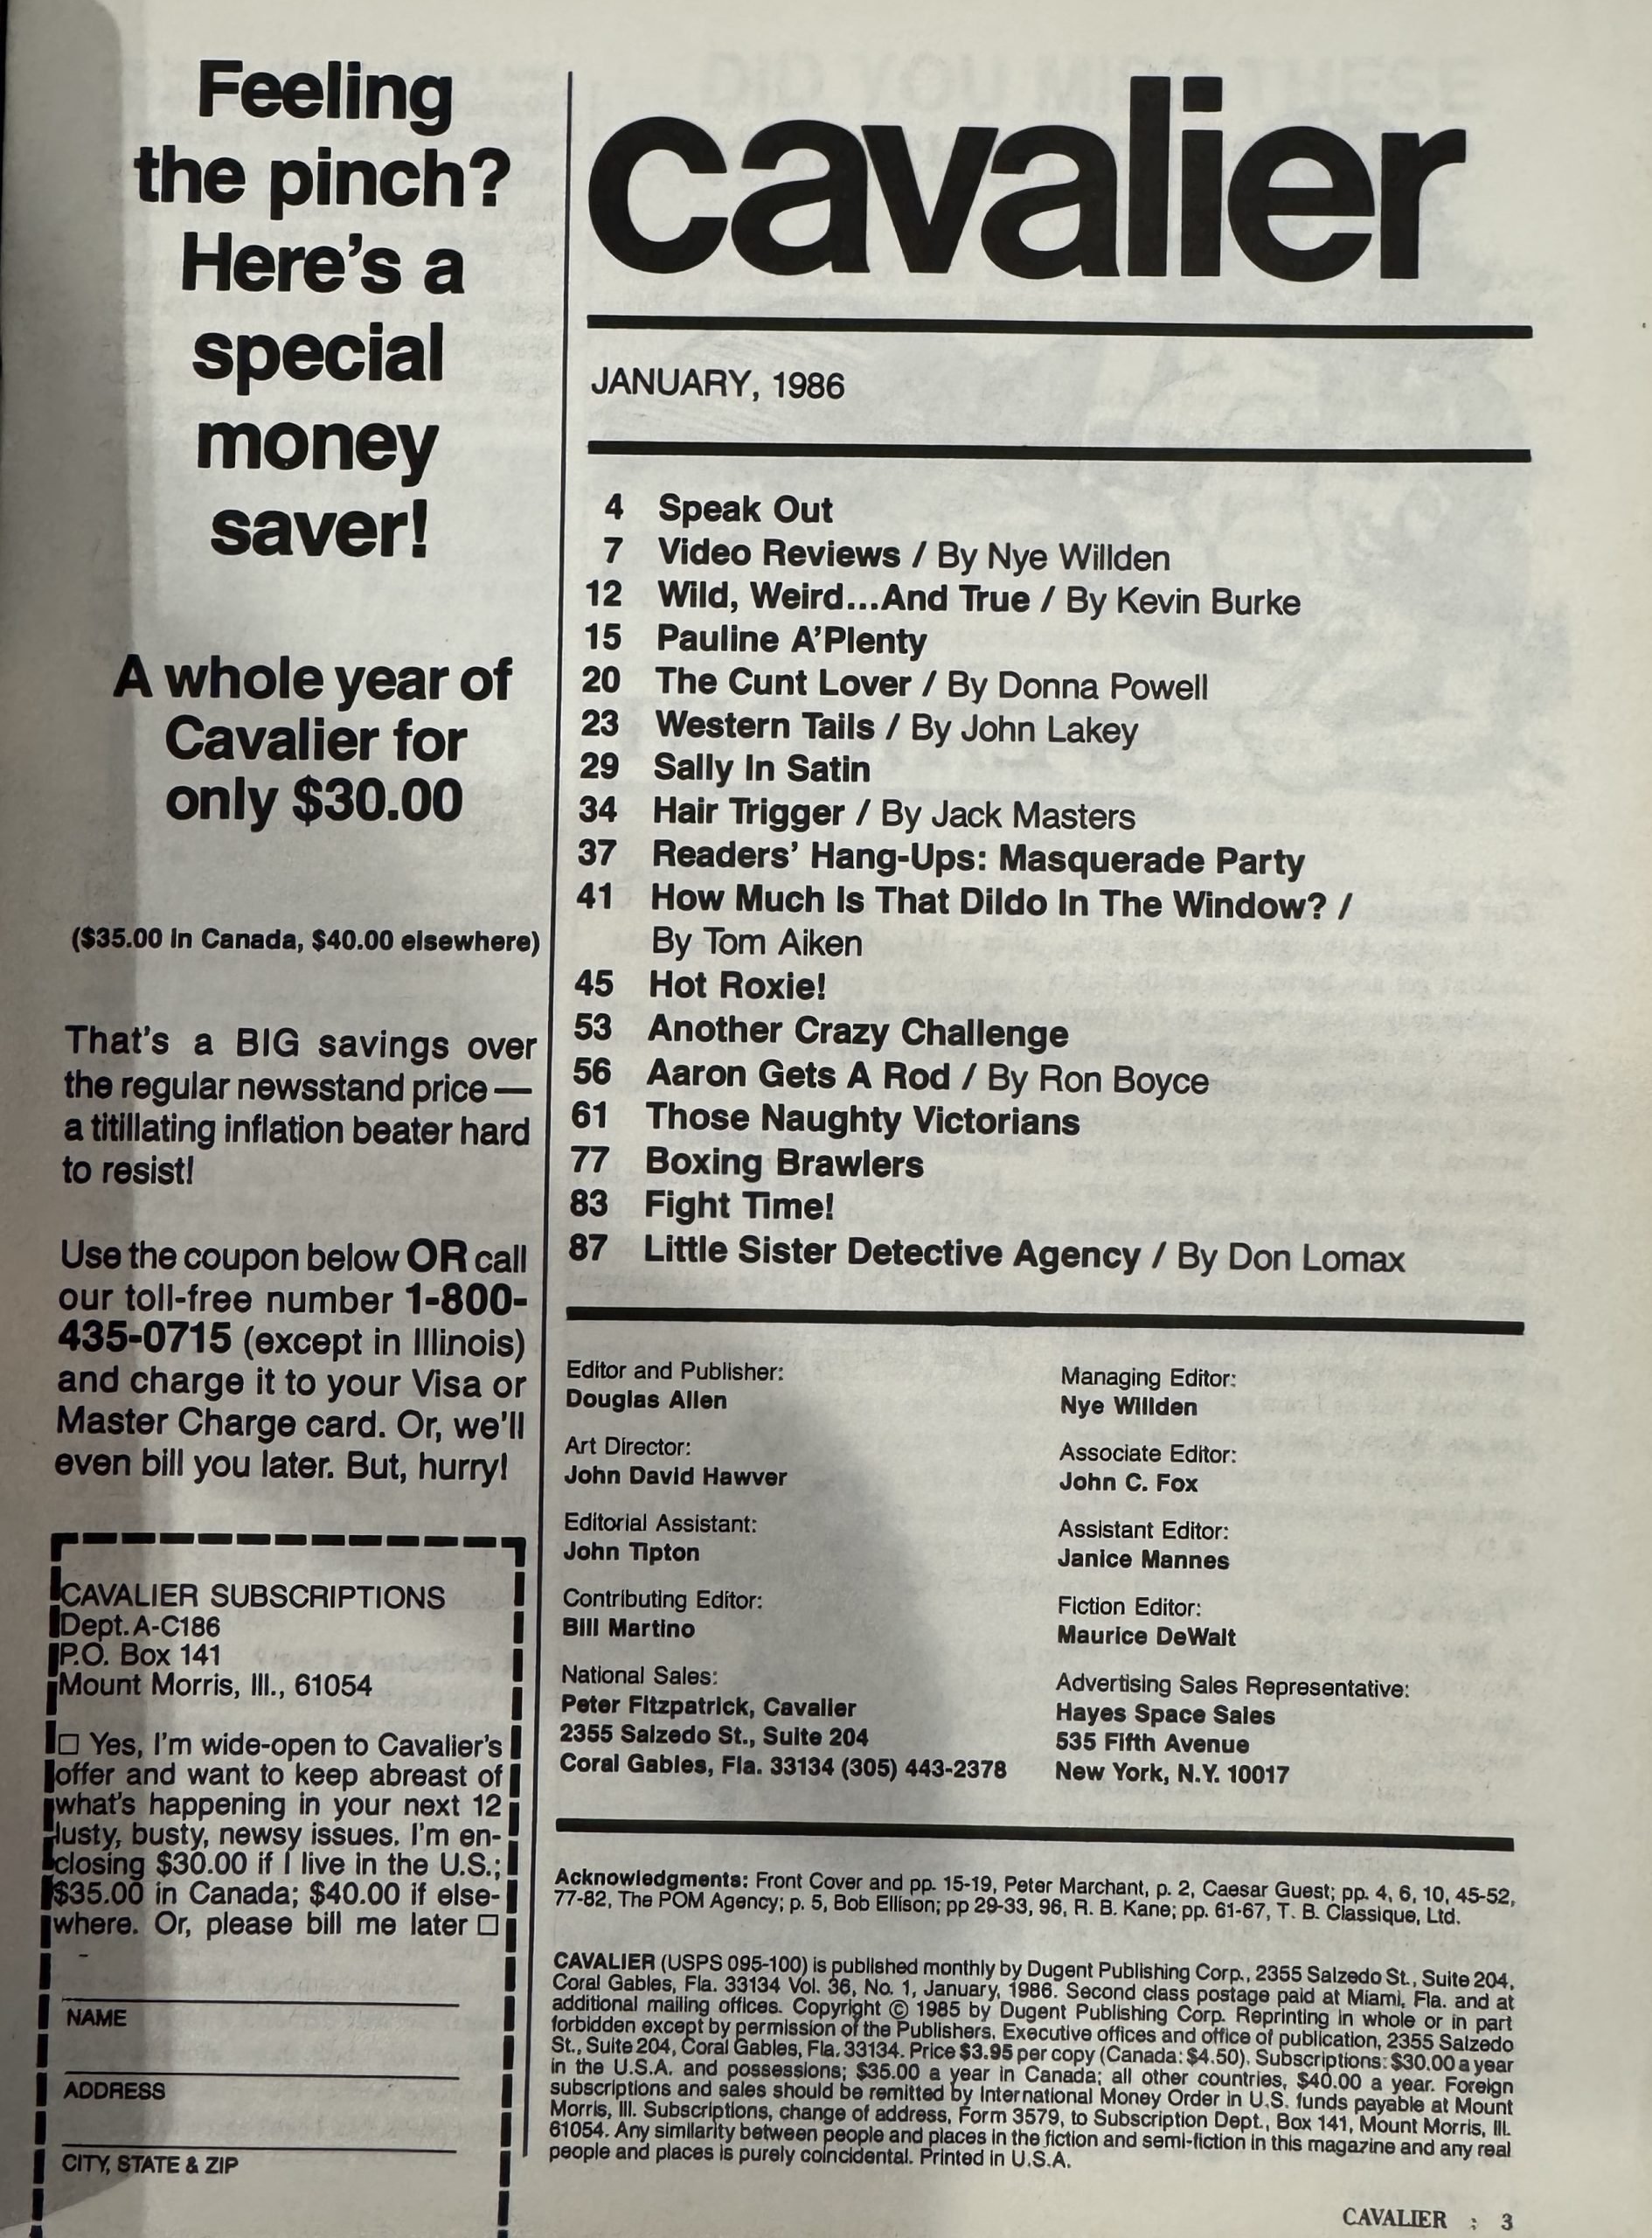 Feeling
the pinch?
Here's a
special
money
saver!
A whole year of
Cavalier for
only $30.00
($35.00 in Canada, $40.00 elsewhere)
That's a BIG savings over
the regular newsstand price —
a titillating inflation beater hard
to resist!
Use the coupon below OR call
our toll-free number 1-800-
435-0715 (except in Illinois)
and charge it to your Visa or
Master Charge card. Or, we'll
even bill you later. But, hurry!
CAVALIER SUBSCRIPTIONS
Dept. A-C186
P.O. Box 141
Mount Morris, Ill., 61054
□ Yes, I'm wide-open to Cavalier's
offer and want to keep abreast of
what's happening in your next 12
lusty, busty, newsy issues. I'm en-
closing $30.00 if I live in the U.S.;
$35.00 in Canada; $40.00 if else-
where. Or, please bill me later □
NAME
ADDRESS
CITY, STATE & ZIP
cavalier
JANUARY, 1986
4 Speak Out
7 Video Reviews / By Nye Willden
12 Wild, Weird...And True / By Kevin Burke
15 Pauline A'Plenty
20 The Cunt Lover / By Donna Powell
23 Western Tails / By John Lakey
29 Sally In Satin
34 Hair Trigger / By Jack Masters
37 Readers' Hang-Ups: Masquerade Party
41 How Much Is That Dildo In The Window? /
By Tom Aiken
45 Hot Roxie!
53 Another Crazy Challenge
56 Aaron Gets A Rod / By Ron Boyce
61 Those Naughty Victorians
77 Boxing Brawlers
83 Fight Time!
87 Little Sister Detective Agency / By Don Lomax
Editor and Publisher:
Douglas Allen
Managing Editor:
Nye Willden
Art Director:
John David Hawver
Associate Editor:
John C. Fox
Editorial Assistant:
John Tipton
Assistant Editor:
Janice Mannes
Contributing Editor:
Bill Martino
Fiction Editor:
Maurice DeWalt
National Sales:
Peter Fitzpatrick, Cavalier
2355 Salzedo St., Suite 204
Coral Gables, Fla. 33134 (305) 443-2378
Advertising Sales Representative:
Hayes Space Sales
535 Fifth Avenue
New York, N.Y. 10017
Acknowledgments: Front Cover and pp. 15-19, Peter Marchant, p. 2, Caesar Guest; pp. 4, 6, 10, 45-52,
77-82, The POM Agency; p. 5, Bob Ellison; pp 29-33, 96, R. B. Kane; pp. 61-67, T. B. Classique, Ltd.
CAVALIER (USPS 095-100) is published monthly by Dugent Publishing Corp., 2355 Salzedo St., Suite 204,
Coral Gables, Fla. 33134 Vol. 36, No. 1, January, 1986. Second class postage paid at Miami, Fla. and at
additional mailing offices. Copyright © 1985 by Dugent Publishing Corp. Reprinting in whole or in part
forbidden except by permission of the Publishers. Executive offices and office of publication, 2355 Salzedo
St., Suite 204, Coral Gables, Fla. 33134. Price $3.95 per copy (Canada: $4.50). Subscriptions: $30.00 a year
in the U.S.A. and possessions; $35.00 a year in Canada; all other countries, $40.00 a year. Foreign
subscriptions and sales should be remitted by International Money Order in U.S. funds payable at Mount
Morris, Ill. Subscriptions, change of address, Form 3579, to Subscription Dept., Box 141, Mount Morris, Ill.
61054. Any similarity between people and places in the fiction and semi-fiction in this magazine and any real
people and places is purely coincidental. Printed in U.S.A.
CAVALIER : 3